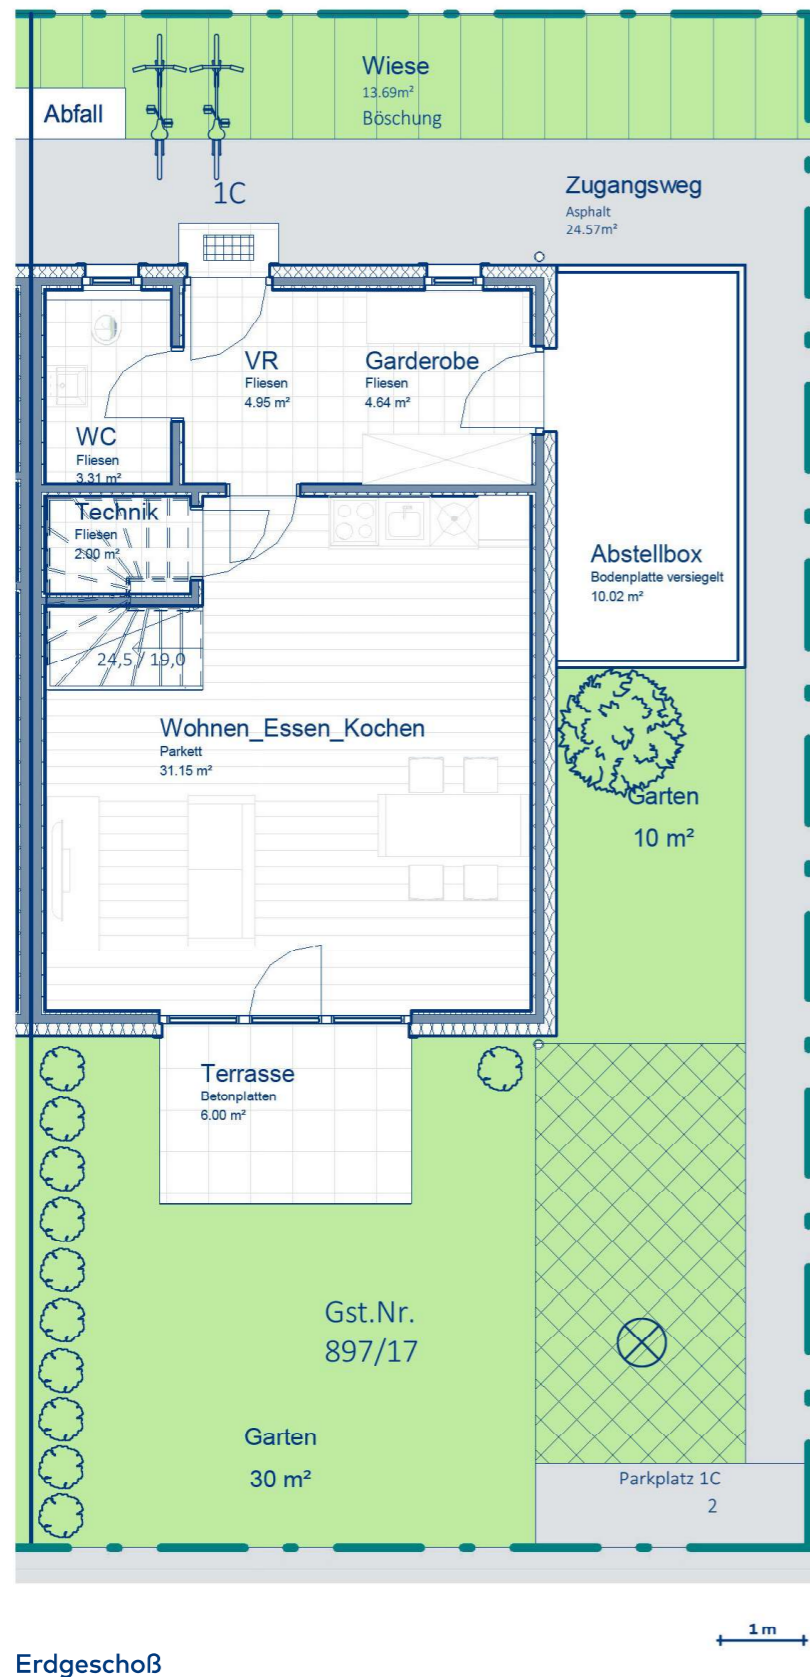 Wiese
13.69m²
Böschung
Abfall
1C
Zugangsweg
Asphalt
24.57m²
VR
Fliesen
4.95 m²
Garderobe
Fliesen
4.64 m²
WC
Fliesen
3.31 m²
Technik
Fliesen
2.00 m²
Abstellbox
Bodenplatte versiegelt
10.02 m²
24,5 / 19,0
Wohnen_Essen_Kochen
Parkett
31.15 m²
Garten
10 m²
Terrasse
Betonplatten
6.00 m²
Gst.Nr.
897/17
Garten
30 m²
Parkplatz 1C
2
1 m
Erdgeschoß